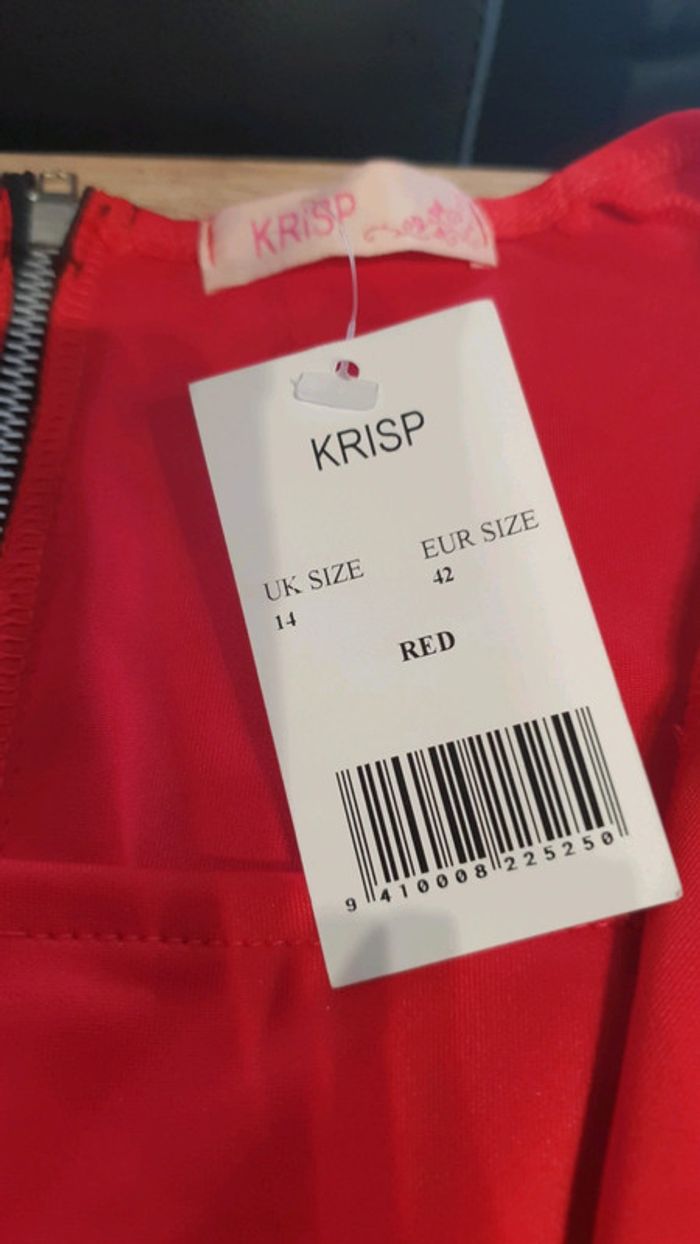 KRiSP
KRISP
UK SIZE EUR SIZE
14 42
RED
9 410008 225250